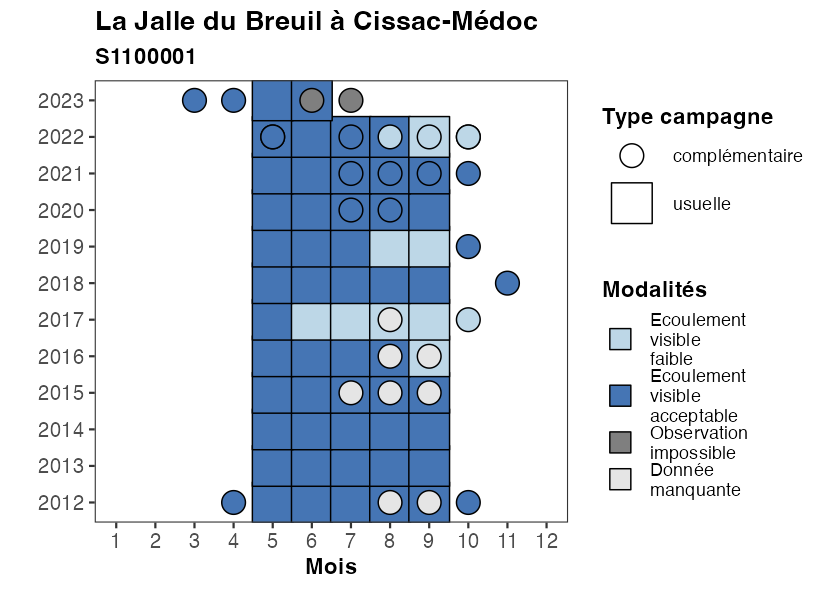 La Jalle du Breuil à Cissac-Médoc
S1100001
2023
2022
2021
2020
2019
2018
2017
2016
2015
2014
2013
2012
1 2 3 4 5 6 7 8 9 10 11 12
Mois
Type campagne
complémentaire
usuelle
Modalités
Ecoulement
visible
faible
Ecoulement
visible
acceptable
Observation
impossible
Donnée
manquante